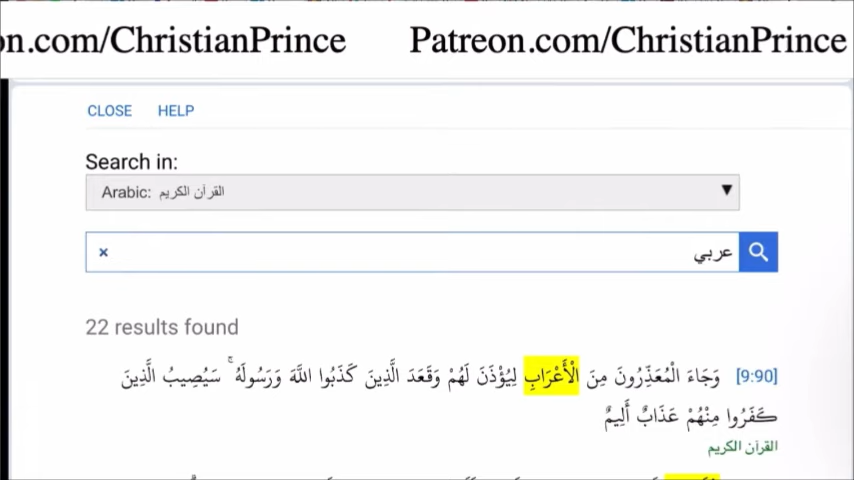 on.com/ChristianPrince Patreon.com/ChristianPrince
CLOSE HELP
Search in:
Arabic: القرآن الكريم
عربي
22 results found
[9:90] وَجَاءَ الْمُعَذِّرُونَ مِنَ الْأَعْرَابِ لِيُؤْذَنَ لَهُمْ وَقَعَدَ الَّذِينَ كَذَبُوا اللَّهَ وَرَسُولَهُ ۚ سَيُصِيبُ الَّذِينَ
كَفَرُوا مِنْهُمْ عَذَابٌ أَلِيمٌ
القرآن الكريم